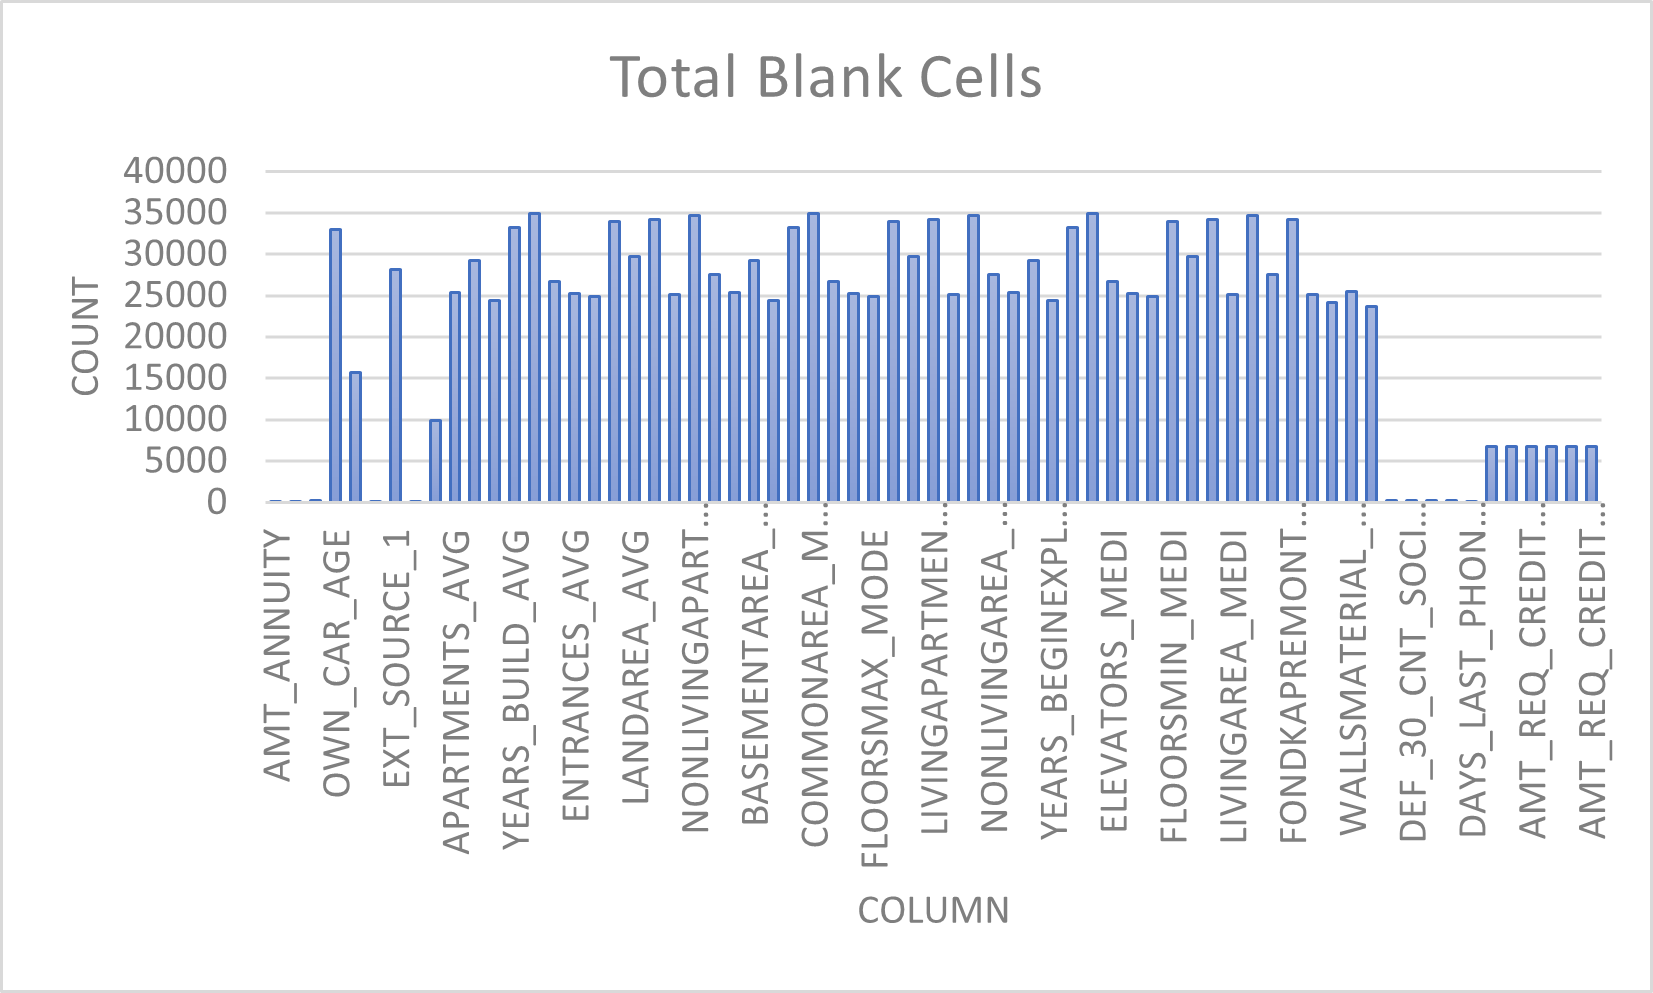 Total Blank Cells
40000
35000
30000
25000
20000
15000
10000
5000
0
COUNT
AMT_ANNUITY
OWN_CAR_AGE
EXT_SOURCE_1
APARTMENTS_AVG
YEARS_BUILD_AVG
ENTRANCES_AVG
LANDAREA_AVG
NONLIVINGAPART…
BASEMENTAREA_…
COMMONAREA_M…
FLOORSMAX_MODE
LIVINGAPARTMEN…
NONLIVINGAREA_…
YEARS_BEGINEXPL…
ELEVATORS_MEDI
FLOORSMIN_MEDI
LIVINGAREA_MEDI
FONDKAPREMONT…
WALLSMATERIAL_…
DEF_30_CNT_SOCI…
DAYS_LAST_PHON…
AMT_REQ_CREDIT…
AMT_REQ_CREDIT…
COLUMN